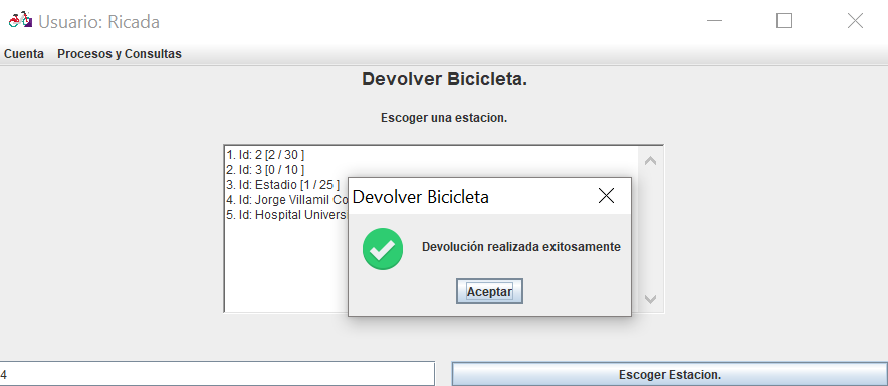 Usuario: Ricada
Cuenta Procesos y Consultas
Devolver Bicicleta.
Escoger una estacion.
1. Id: 2 [2 / 30 ]
2. Id: 3 [0 / 10 ]
3. Id: Estadio [1 / 25 ]
4. Id: Jorge Villamil Co
5. Id: Hospital Univers
Devolver Bicicleta
Devolución realizada exitosamente
Aceptar
4
Escoger Estacion.